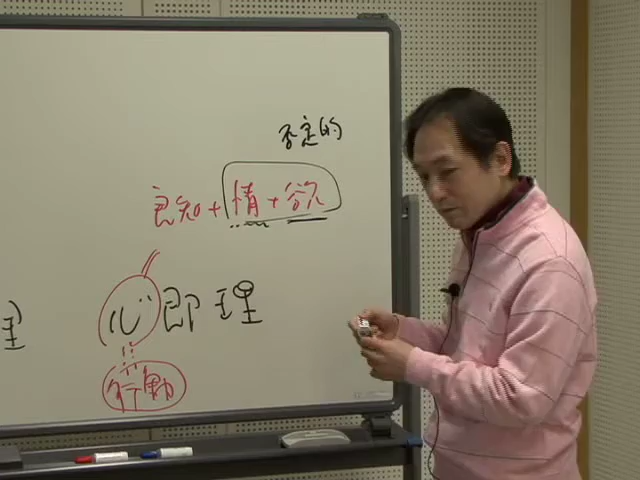 否定的
良知+情+欲
心即理
理
行動